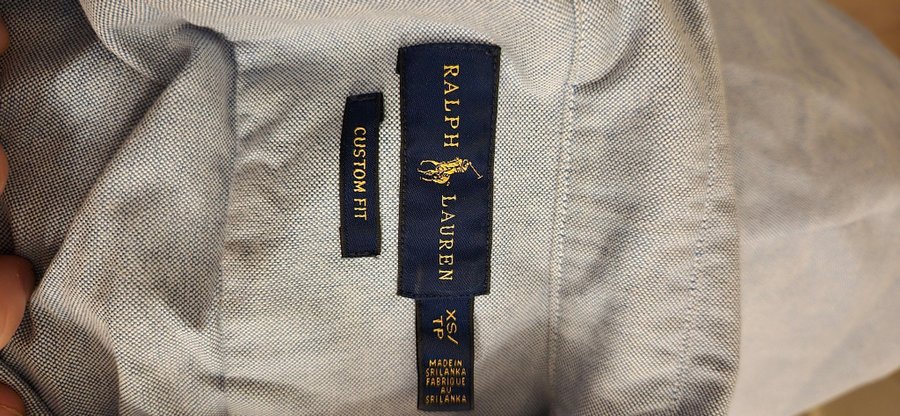 RALPH LAUREN
CUSTOM FIT
XS/
TP
MADE IN
SRI LANKA
FABRIQUE
AU
SRI LANKA